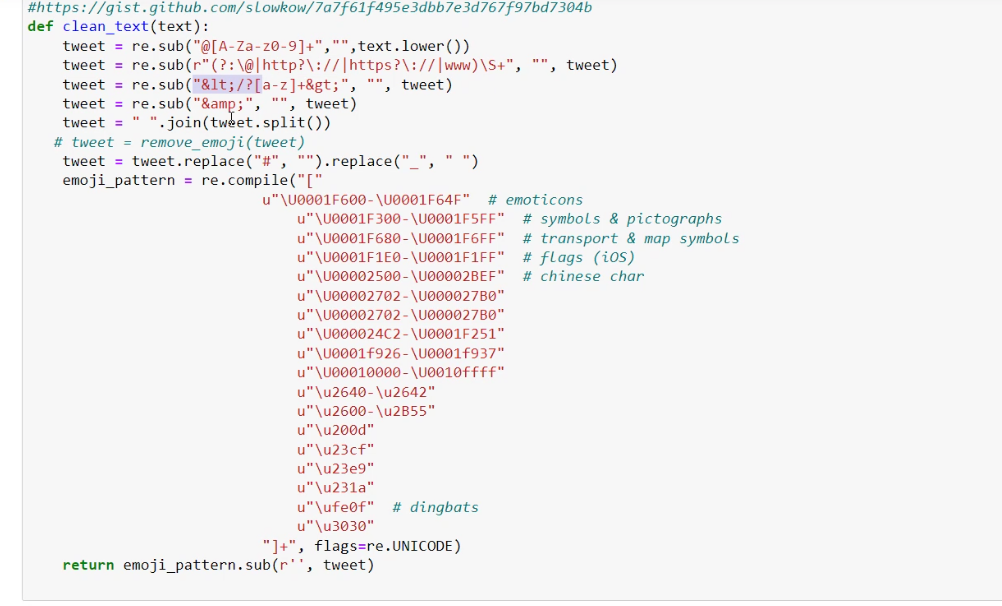 #https://gist.github.com/slowkow/7a7f61f495e3dbb7e3d767f97bd7304b
def clean_text(text):
    tweet = re.sub("@[A-Za-z0-9]+","",text.lower())
    tweet = re.sub(r"(?:\@|http?\://|https?\://|www)\S+", "", tweet)
    tweet = re.sub("&lt;/?[a-z]+&gt;", "", tweet)
    tweet = re.sub("&amp;", "", tweet)
    tweet = " ".join(tweet.split())
   # tweet = remove_emoji(tweet)
    tweet = tweet.replace("#", "").replace("_", " ")
    emoji_pattern = re.compile("["
                           u"\U0001F600-\U0001F64F"  # emoticons
                               u"\U0001F300-\U0001F5FF"  # symbols & pictographs
                               u"\U0001F680-\U0001F6FF"  # transport & map symbols
                               u"\U0001F1E0-\U0001F1FF"  # flags (iOS)
                               u"\U00002500-\U00002BEF"  # chinese char
                               u"\U00002702-\U000027B0"
                               u"\U00002702-\U000027B0"
                               u"\U000024C2-\U0001F251"
                               u"\U0001f926-\U0001f937"
                               u"\U00010000-\U0010ffff"
                               u"\u2640-\u2642"
                               u"\u2600-\u2B55"
                               u"\u200d"
                               u"\u23cf"
                               u"\u23e9"
                               u"\u231a"
                               u"\ufe0f"  # dingbats
                               u"\u3030"
                           "]+", flags=re.UNICODE)
    return emoji_pattern.sub(r'', tweet)